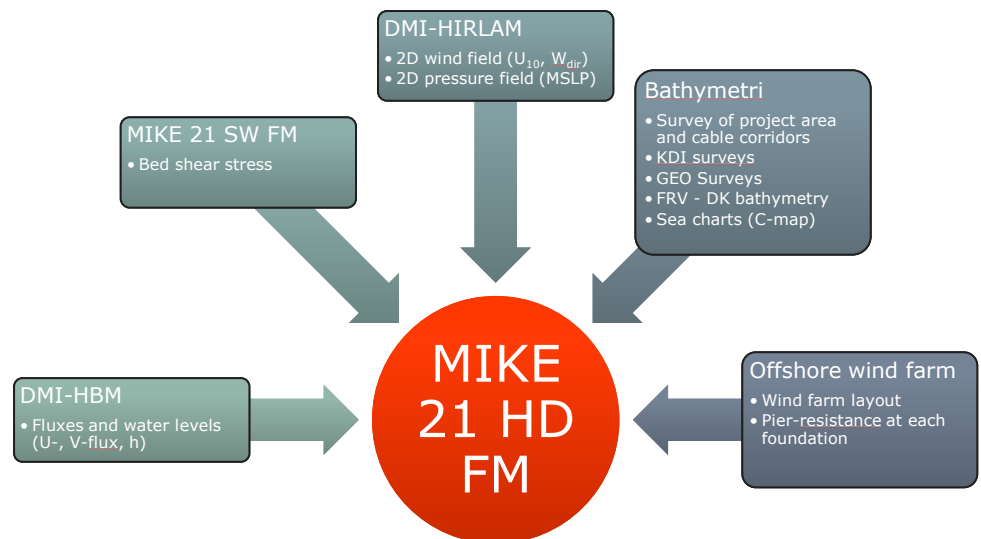 DMI-HIRLAM
• 2D wind field (U10, Wdir)
• 2D pressure field (MSLP)
Bathymetri
• Survey of project area
and cable corridors
• KDI surveys
• GEO Surveys
• FRV - DK bathymetry
• Sea charts (C-map)
MIKE 21 SW FM
• Bed shear stress
MIKE
21 HD
FM
Offshore wind farm
• Wind farm layout
• Pier-resistance at each
foundation
DMI-HBM
• Fluxes and water levels
(U-, V-flux, h)